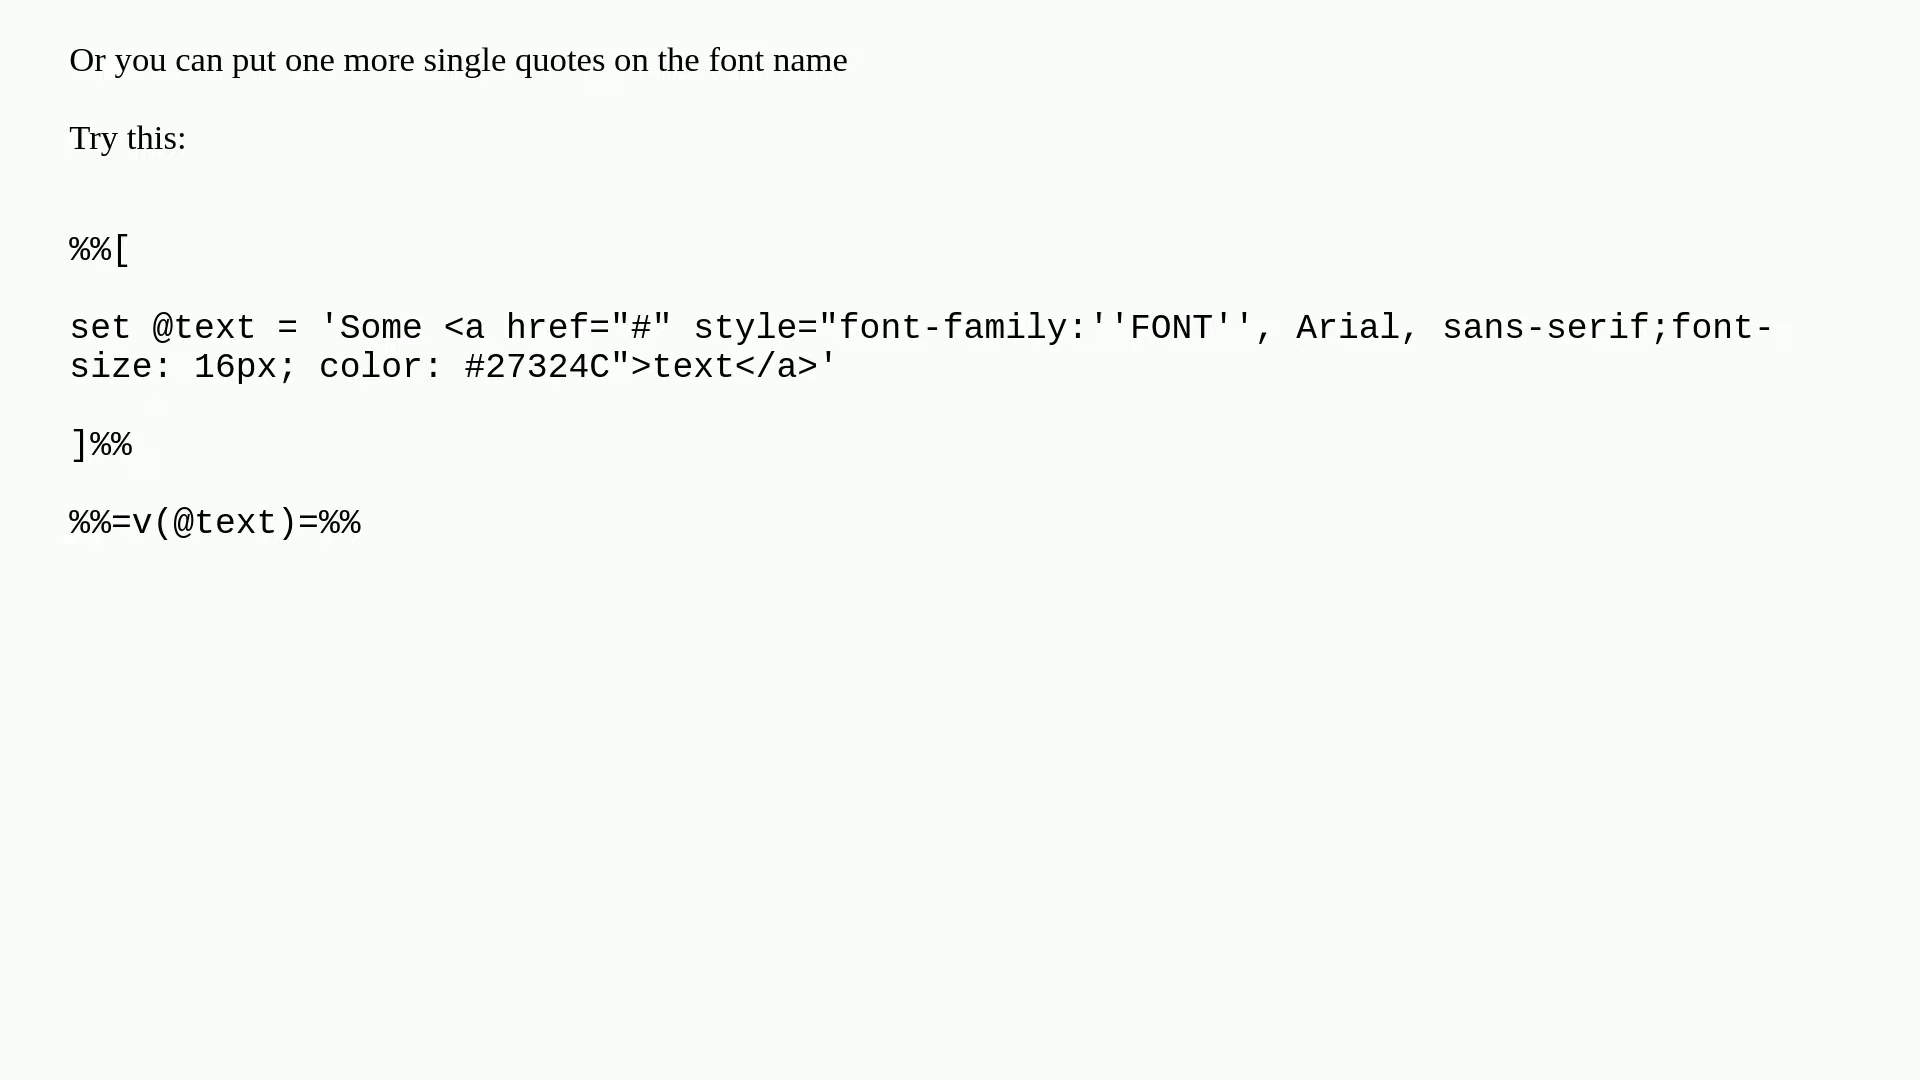 Or you can put one more single quotes on the font name
Try this:
%%[
set @text = 'Some <a href="#" style="font-family:''FONT'', Arial, sans-serif;font-
size: 16px; color: #27324C">text</a>'
]%%
%%=v(@text)=%%